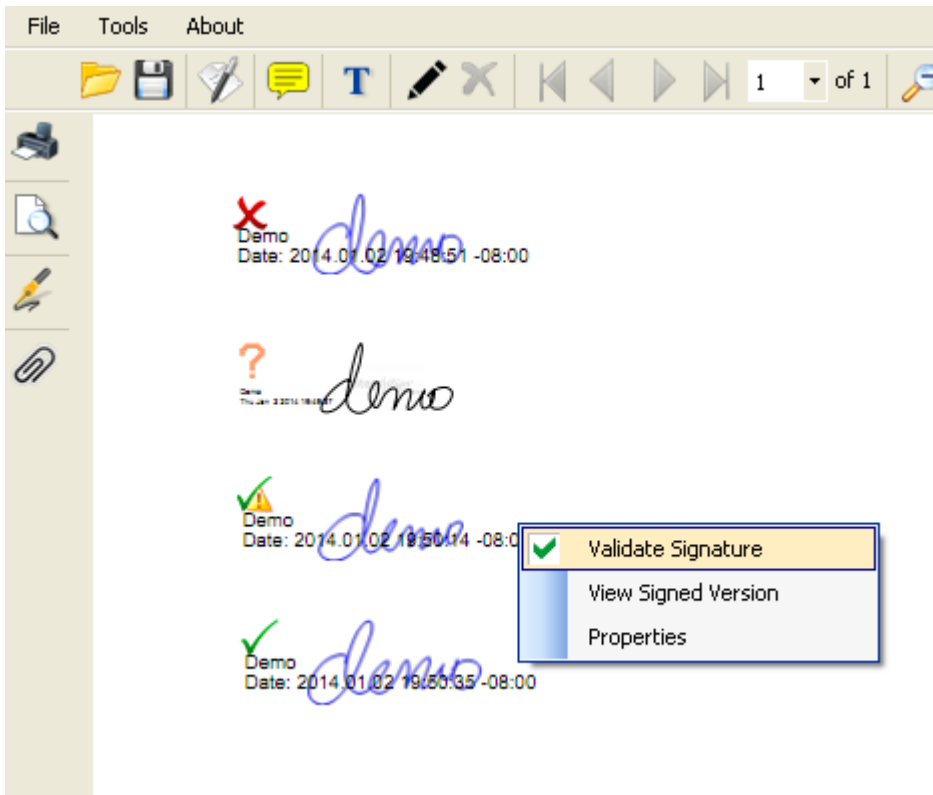 File Tools About
T 1 of 1
Demo
demo
Date: 2014.01.02 19:48:51 -08:00
Demo
demo
Demo
demo
Date: 2014.01.02 19:50:14 -08:0
Validate Signature
View Signed Version
Properties
Demo
demo
Date: 2014.01.02 19:50:35 -08:00